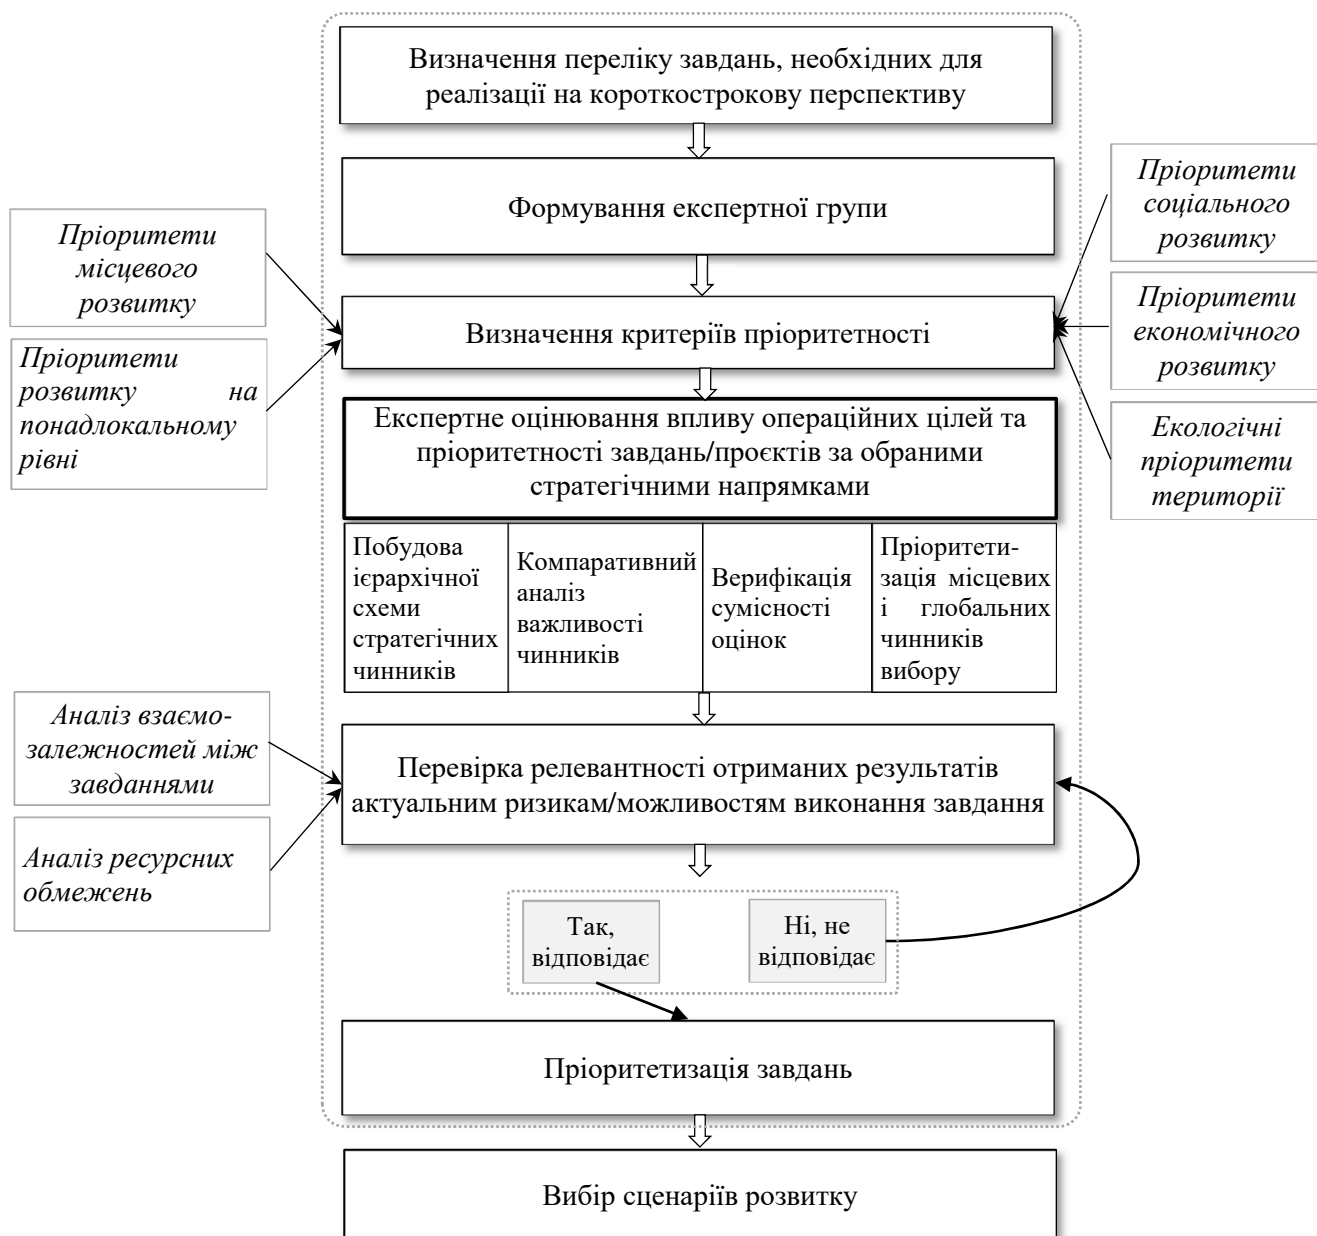 Визначення переліку завдань, необхідних для
реалізації на короткострокову перспективу
Формування експертної групи
Пріоритети
місцевого
розвитку
Пріоритети
розвитку на
понадлокальному
рівні
Визначення критеріїв пріоритетності
Пріоритети
соціального
розвитку
Пріоритети
економічного
розвитку
Екологічні
пріоритети
території
Експертне оцінювання впливу операційних цілей та
пріоритетності завдань/проєктів за обраними
стратегічними напрямками
Побудова
ієрархічної
схеми
стратегічних
чинників
Компаративний
аналіз
важливості
чинників
Верифікація
сумісності
оцінок
Пріоритети-
зація місцевих
і глобальних
чинників
вибору
Аналіз взаємо-
залежностей між
завданнями
Аналіз ресурсних
обмежень
Перевірка релевантності отриманих результатів
актуальним ризикам/можливостям виконання завдання
Так,
відповідає
Ні, не
відповідає
Пріоритетизація завдань
Вибір сценаріїв розвитку